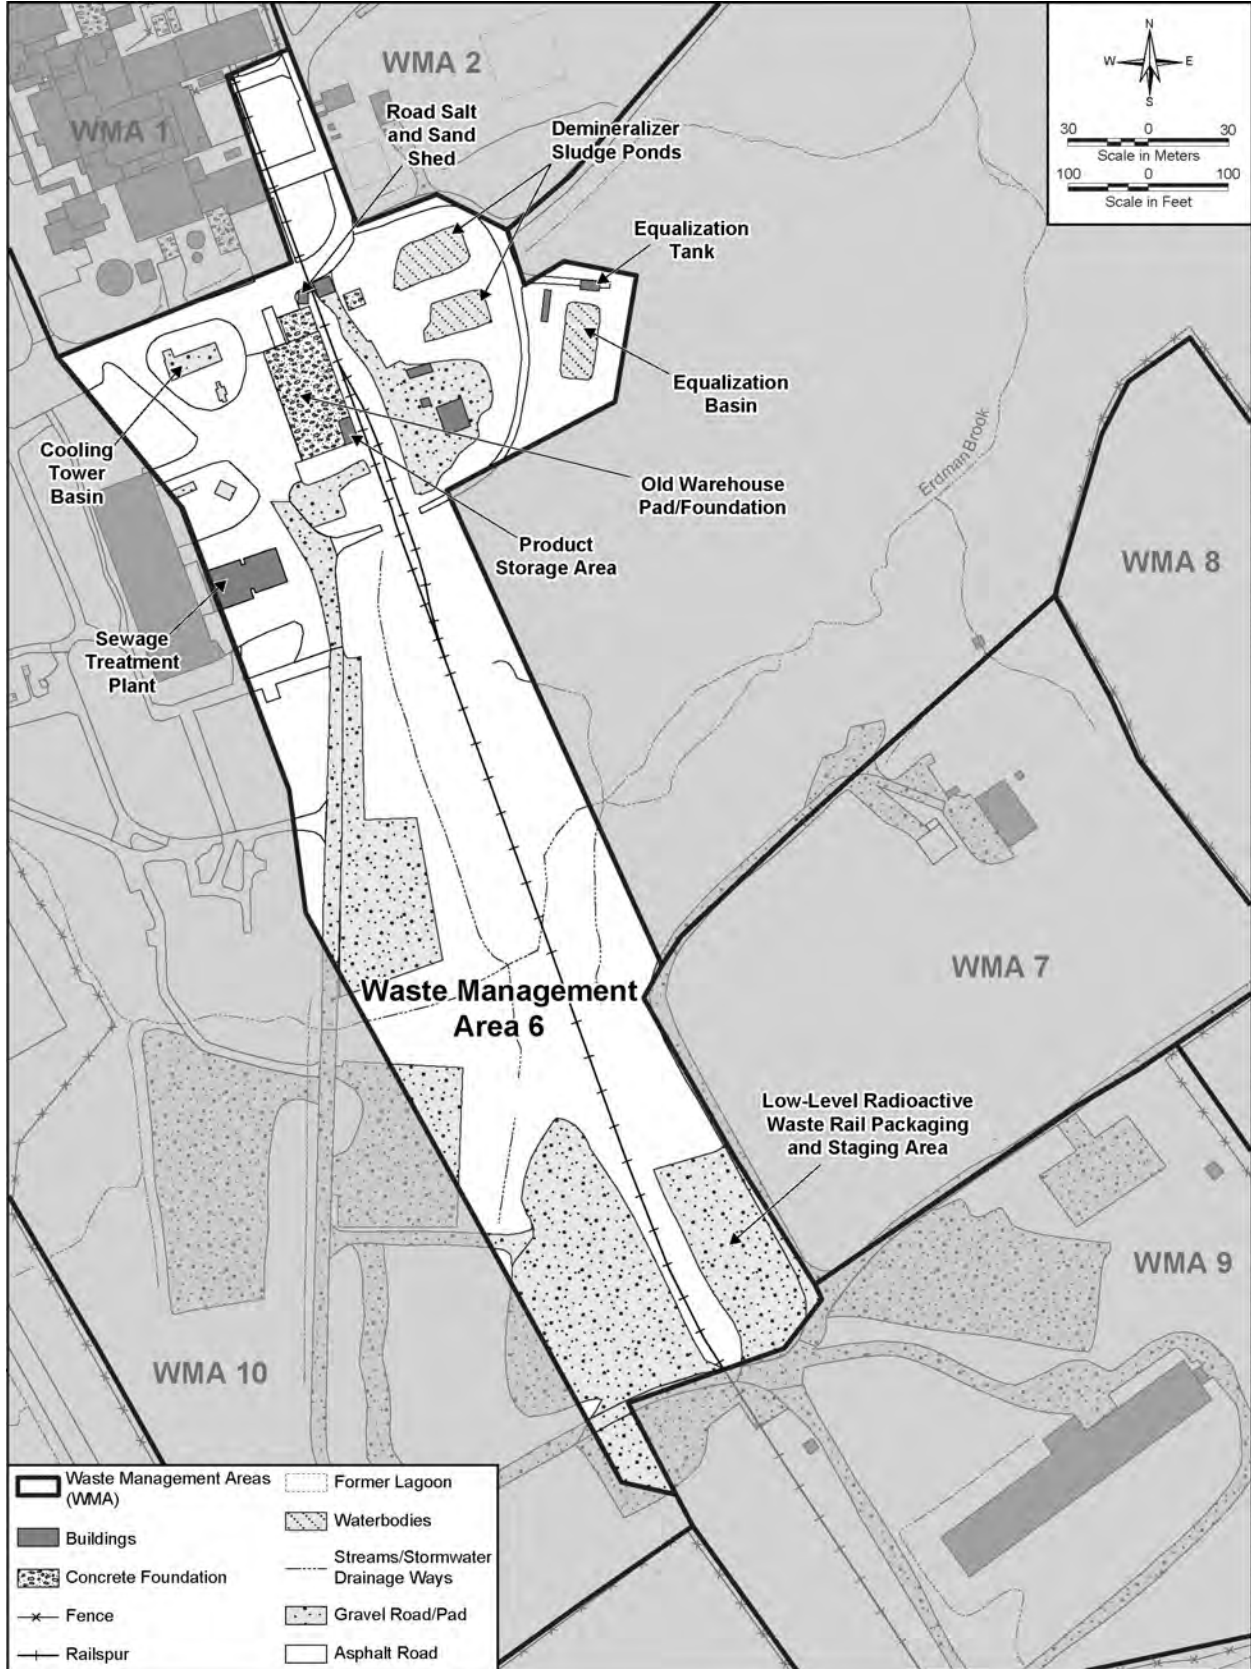 WMA 2
WMA 1
Road Salt
and Sand
Shed
Demineralizer
Sludge Ponds
N
W
E
S
30
0
30
Scale in Meters
100
0
100
Scale in Feet
Equalization
Tank
Equalization
Basin
Erdman Brook
Cooling
Tower
Basin
Old Warehouse
Pad/Foundation
Product
Storage Area
WMA 8
Sewage
Treatment
Plant
WMA 7
Waste Management
Area 6
Low-Level Radioactive
Waste Rail Packaging
and Staging Area
WMA 9
WMA 10
Waste Management Areas
(WMA)
Buildings
Concrete Foundation
Fence
Railspur
Former Lagoon
Waterbodies
Streams/Stormwater
Drainage Ways
Gravel Road/Pad
Asphalt Road